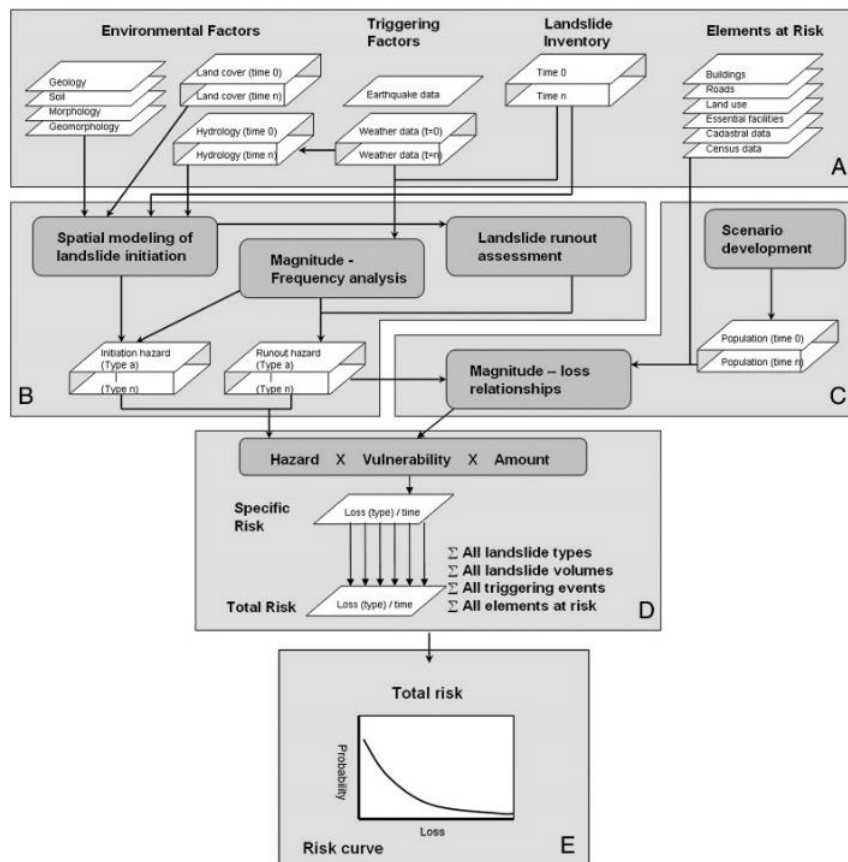 Environmental Factors
Triggering
Factors
Landslide
Inventory
Elements at Risk
Geology
Soil
Morphology
Geomorphology
Land cover (time 0)
Land cover (time n)
Hydrology (time 0)
Hydrology (time n)
Earthquake data
Weather data (t=0)
Weather data (t=n)
Time 0
Time n
Buildings
Roads
Land use
Essential facilities
Cadastral data
Census data
A
Spatial modeling of
landslide initiation
Magnitude -
Frequency analysis
Landslide runout
assessment
Scenario
development
Initiation hazard
(Type a)
|
(Type n)
Runout hazard
(Type a)
|
(Type n)
B
Magnitude – loss
relationships
Population (time 0)
Population (time n)
C
Hazard X Vulnerability X Amount
Specific
Risk
Loss (type) / time
Σ All landslide types
Σ All landslide volumes
Σ All triggering events
Σ All elements at risk
Total Risk
Loss (type) / time
D
Total risk
Probability
Loss
Risk curve
E